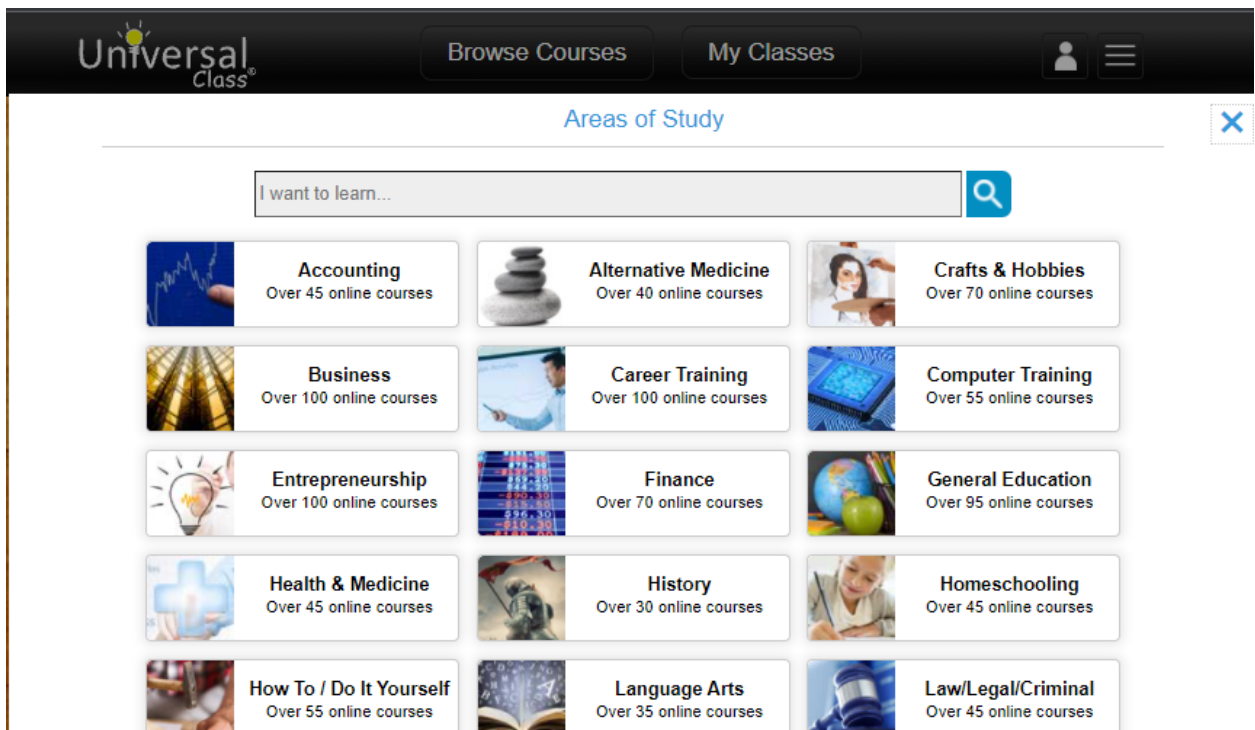 Universal
Class®
Browse Courses
My Classes
Areas of Study
I want to learn...
Accounting
Over 45 online courses
Alternative Medicine
Over 40 online courses
Crafts & Hobbies
Over 70 online courses
Business
Over 100 online courses
Career Training
Over 100 online courses
Computer Training
Over 55 online courses
Entrepreneurship
Over 100 online courses
Finance
Over 70 online courses
General Education
Over 95 online courses
Health & Medicine
Over 45 online courses
History
Over 30 online courses
Homeschooling
Over 45 online courses
How To / Do It Yourself
Over 55 online courses
Language Arts
Over 35 online courses
Law/Legal/Criminal
Over 45 online courses